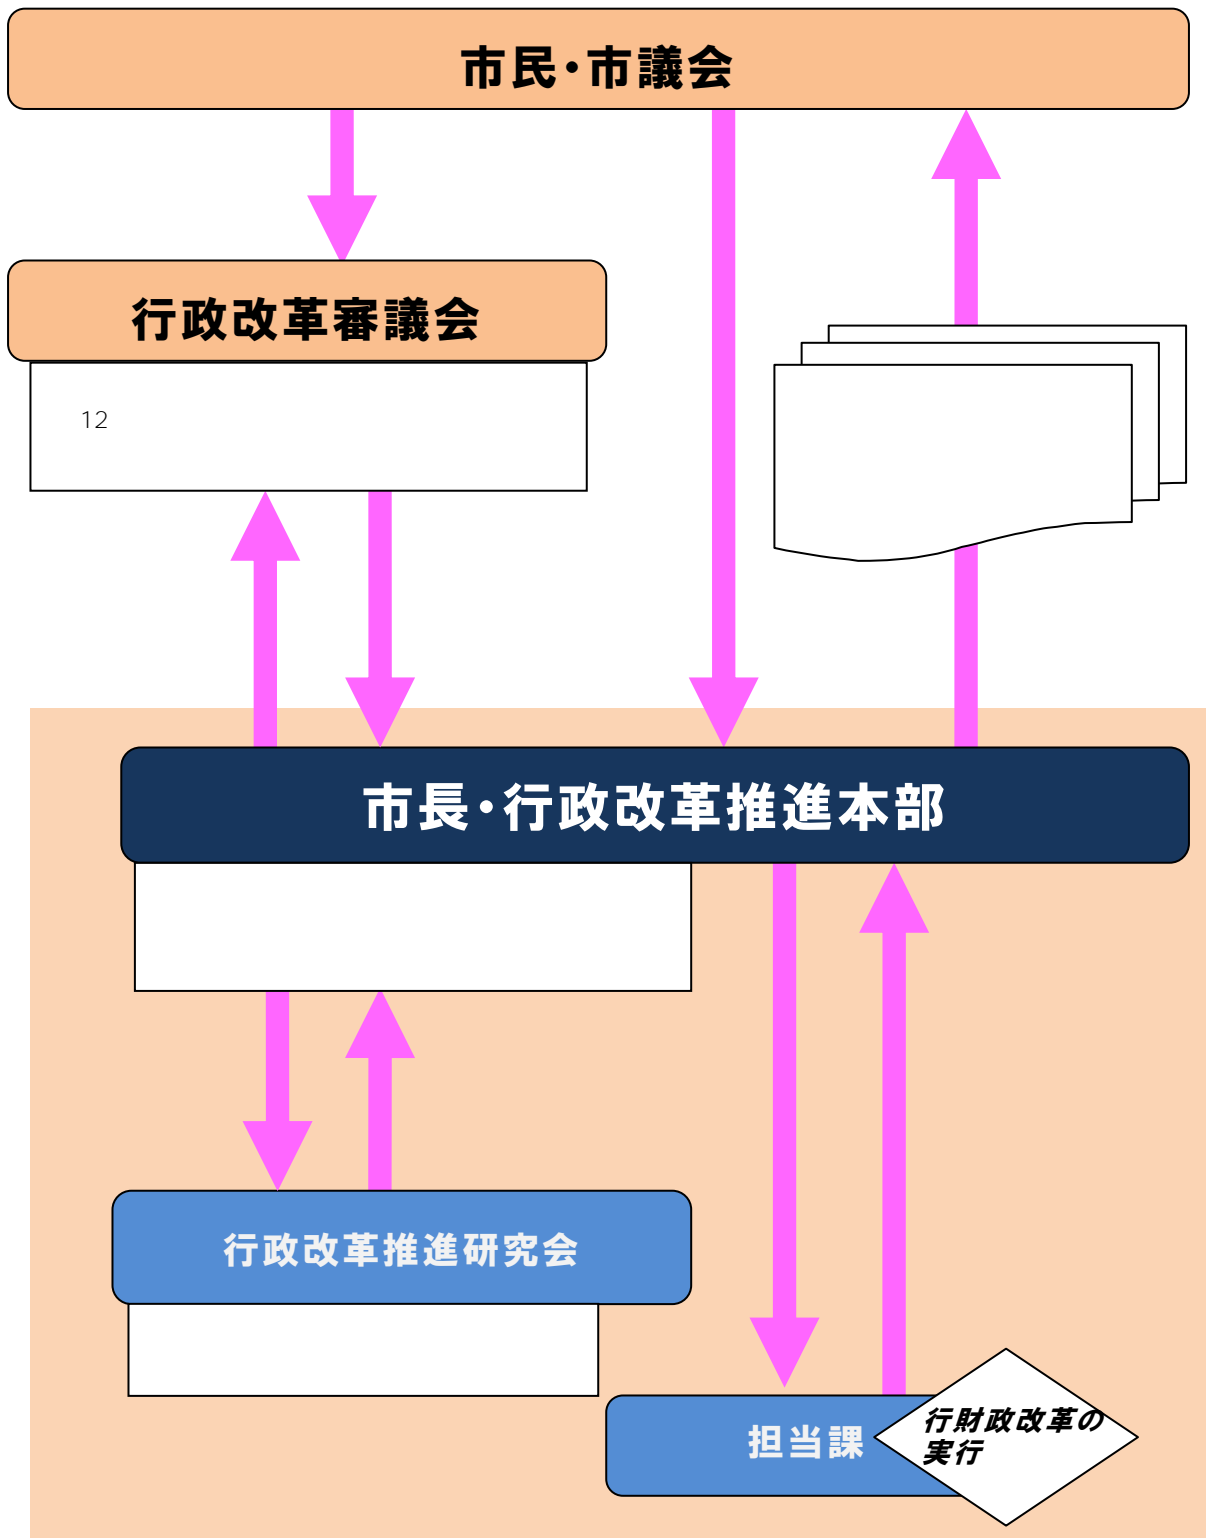 市民・市議会
行政改革審議会
12
市長・行政改革推進本部
行政改革推進研究会
担当課
行財政改革の
実行